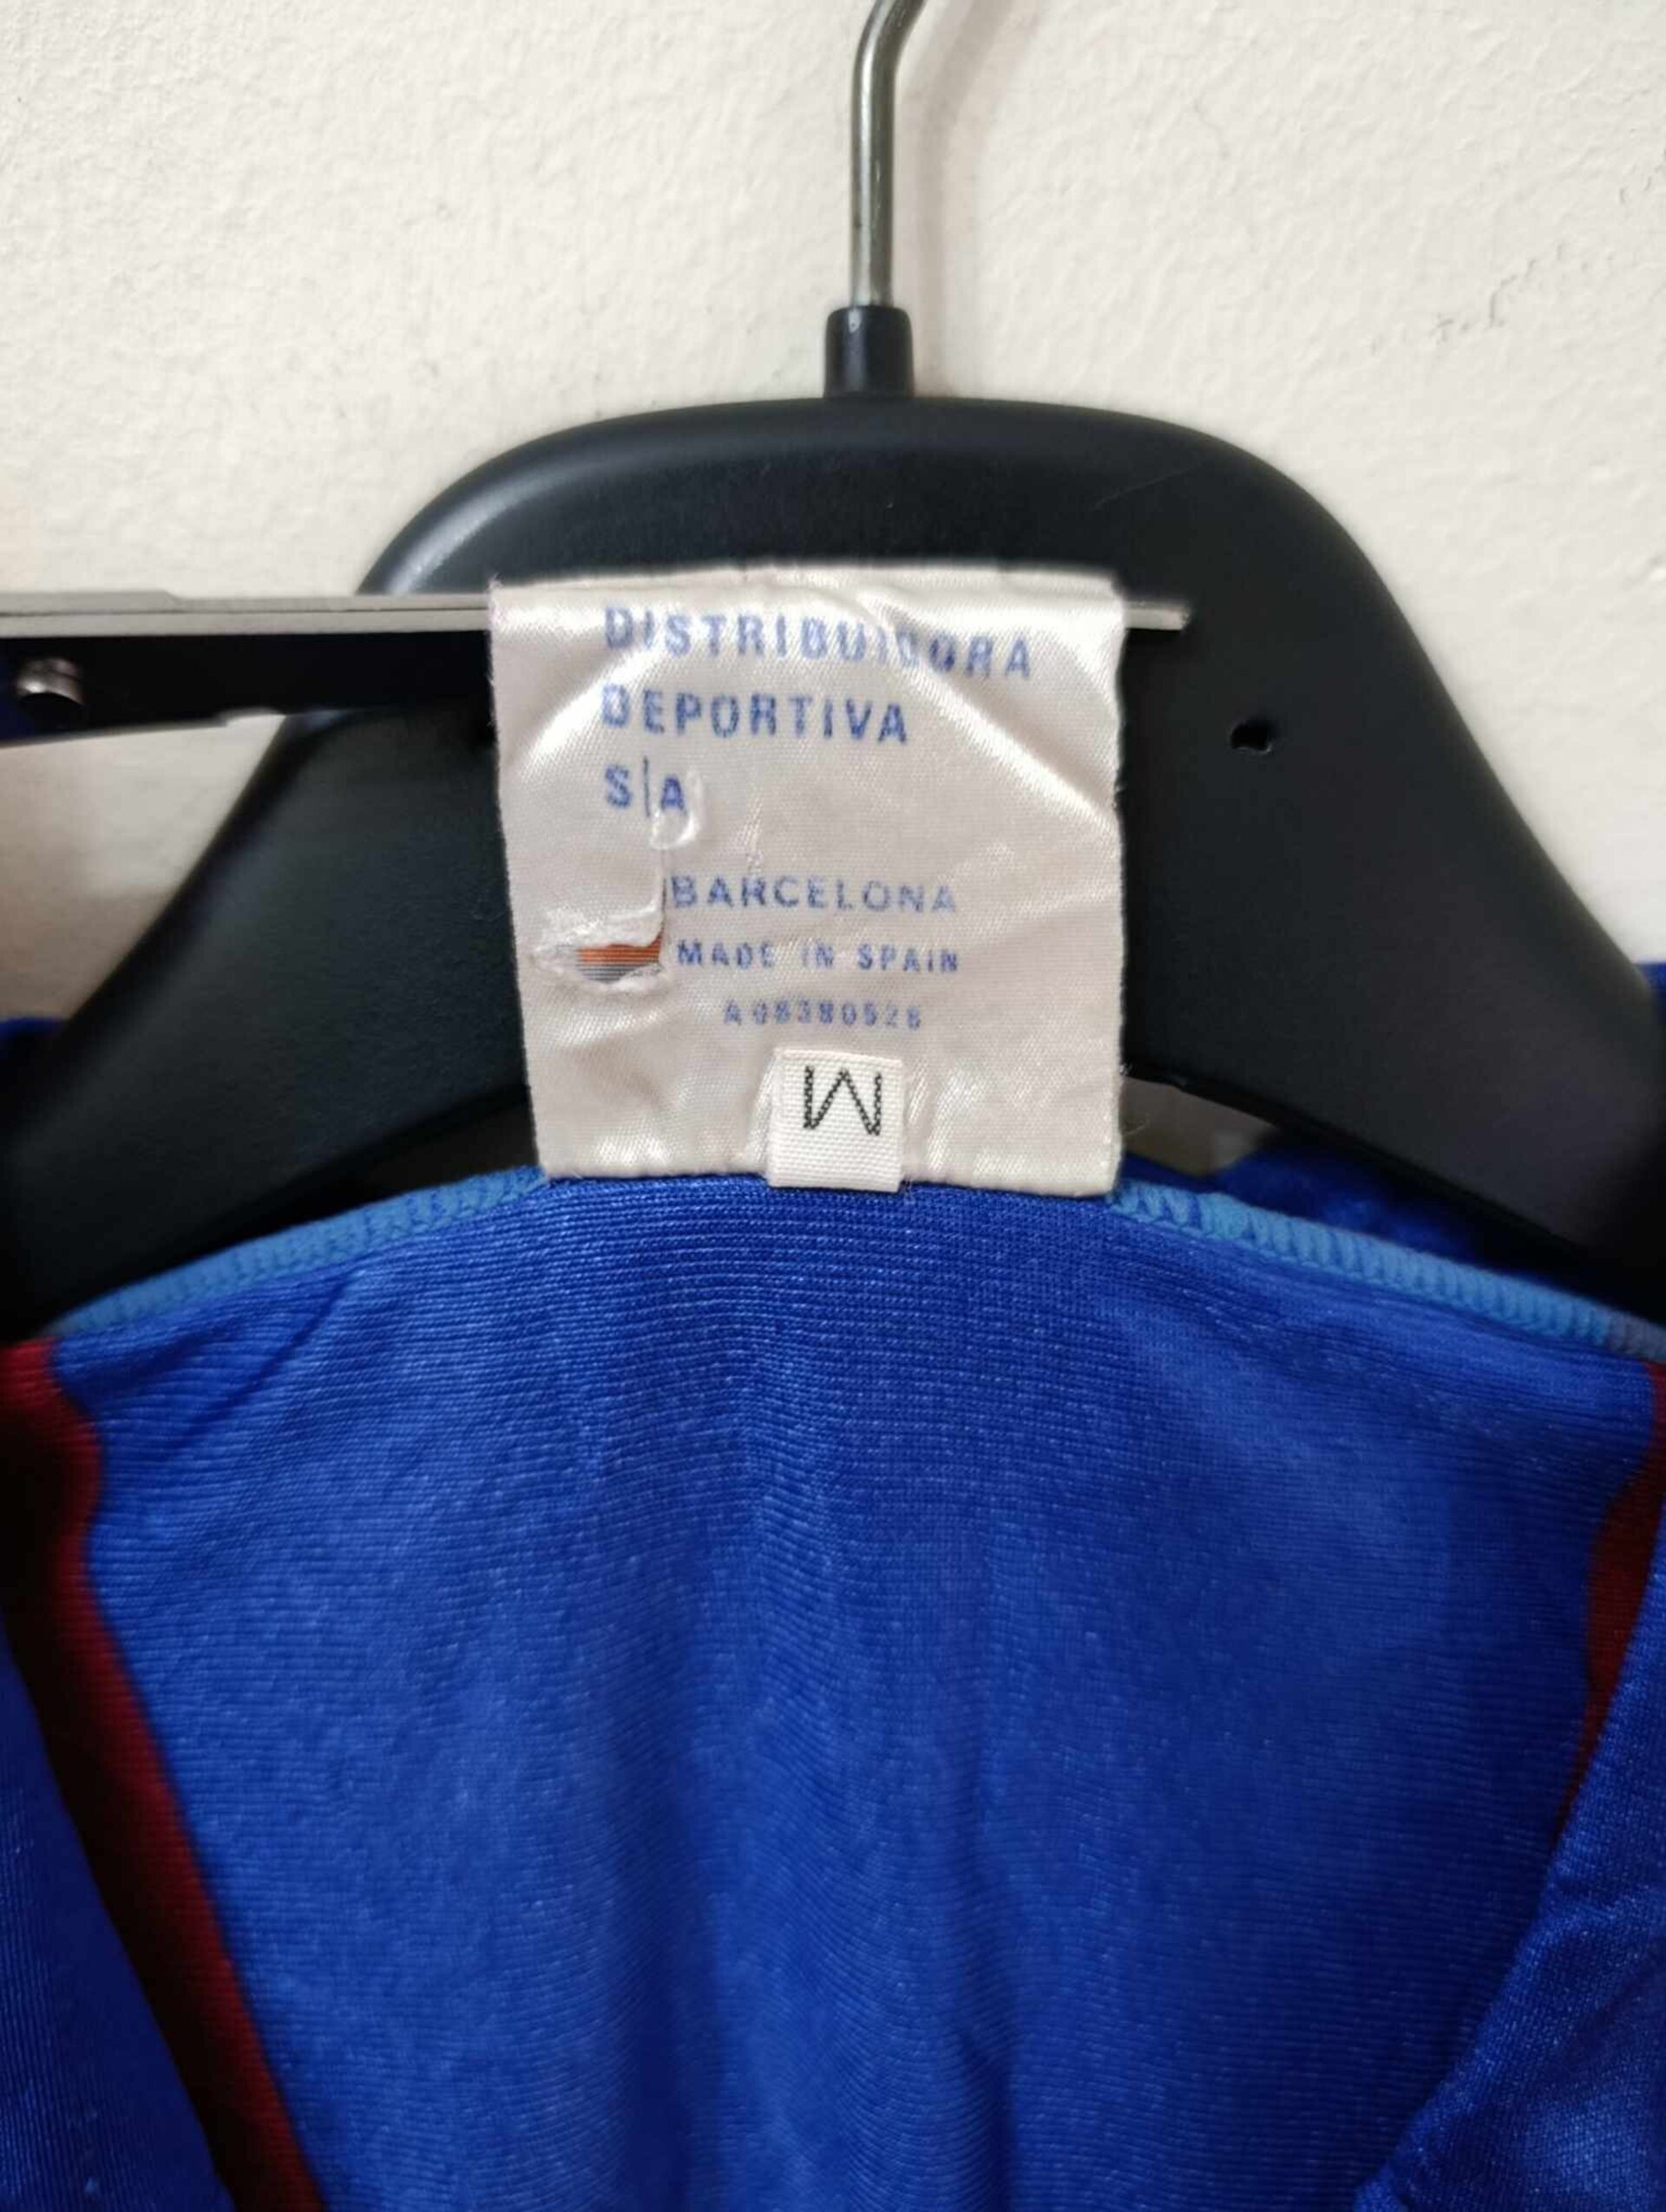 DISTRIBUIDORA
DEPORTIVA
S|A
BARCELONA
MADE IN SPAIN
A08380526
M